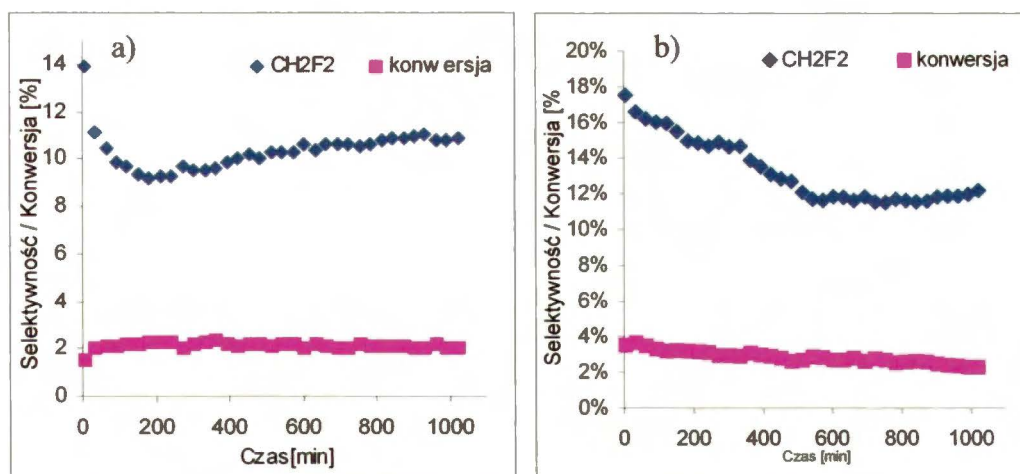 a)
CH2F2 konw ersja
Selektywność / Konwersja [%]
14
12
10
8
6
4
2
0
0 200 400 600 800 1000
Czas[min]
b)
CH2F2 konwersja
Selektywność / Konwersja [%
20%
18%
16%
14%
12%
10%
8%
6%
4%
2%
0%
0 200 400 600 800 1000
Czas [min]